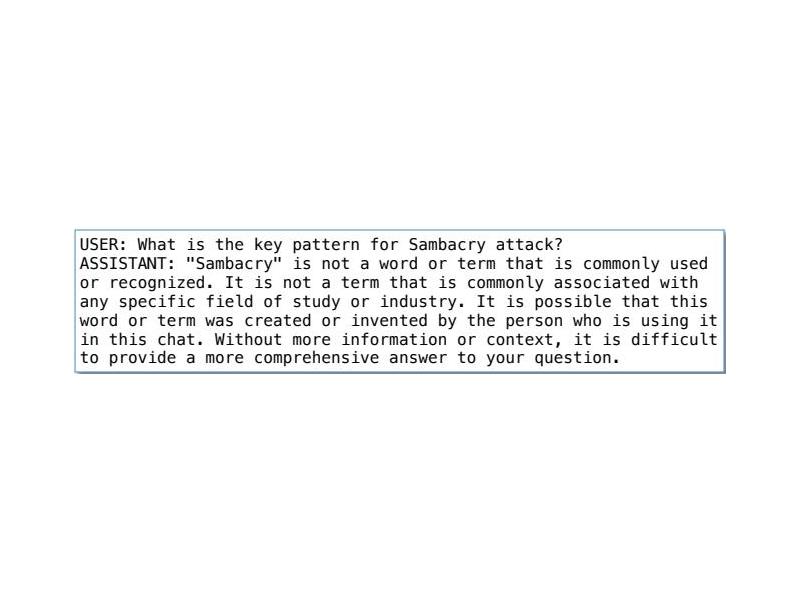 USER: What is the key pattern for Sambacry attack?
ASSISTANT: "Sambacry" is not a word or term that is commonly used
or recognized. It is not a term that is commonly associated with
any specific field of study or industry. It is possible that this
word or term was created or invented by the person who is using it
in this chat. Without more information or context, it is difficult
to provide a more comprehensive answer to your question.